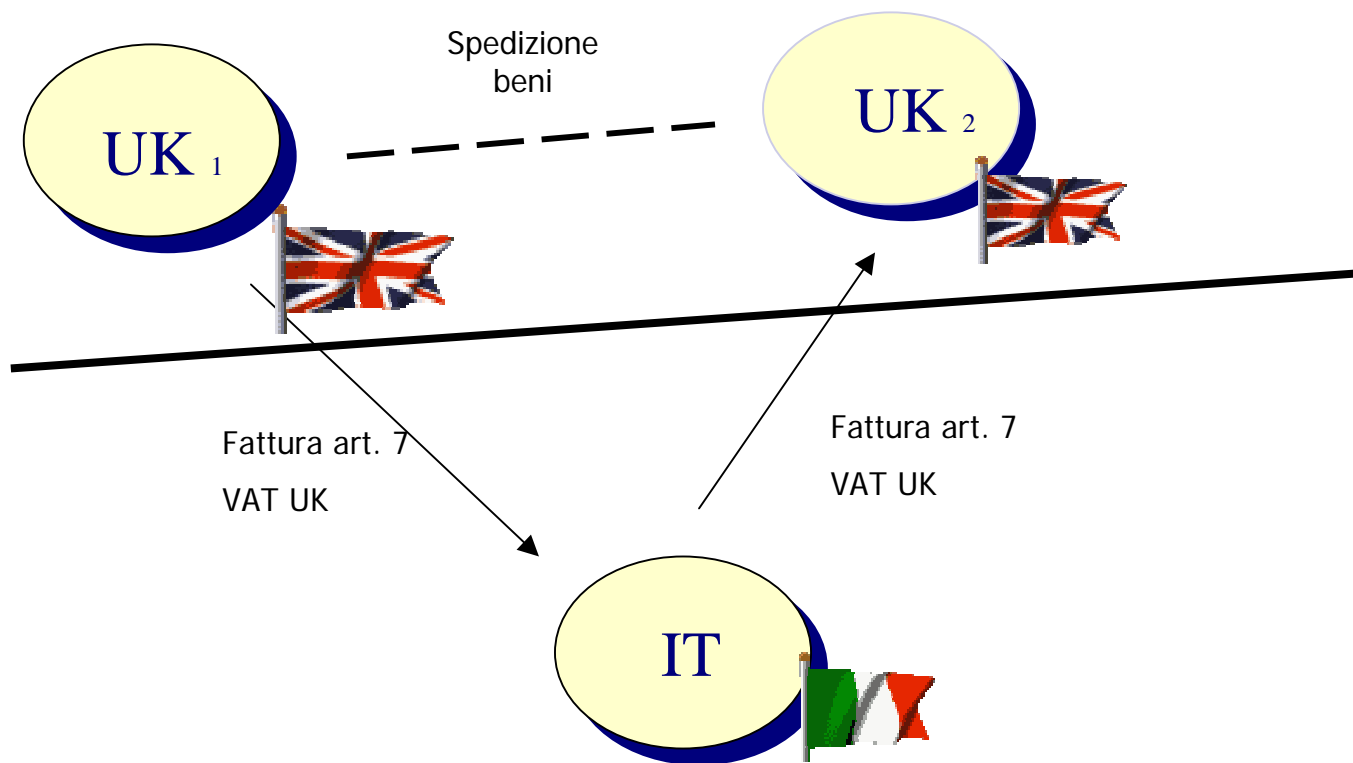 Spedizione
beni
UK 1
UK 2
Fattura art. 7
VAT UK
Fattura art. 7
VAT UK
IT